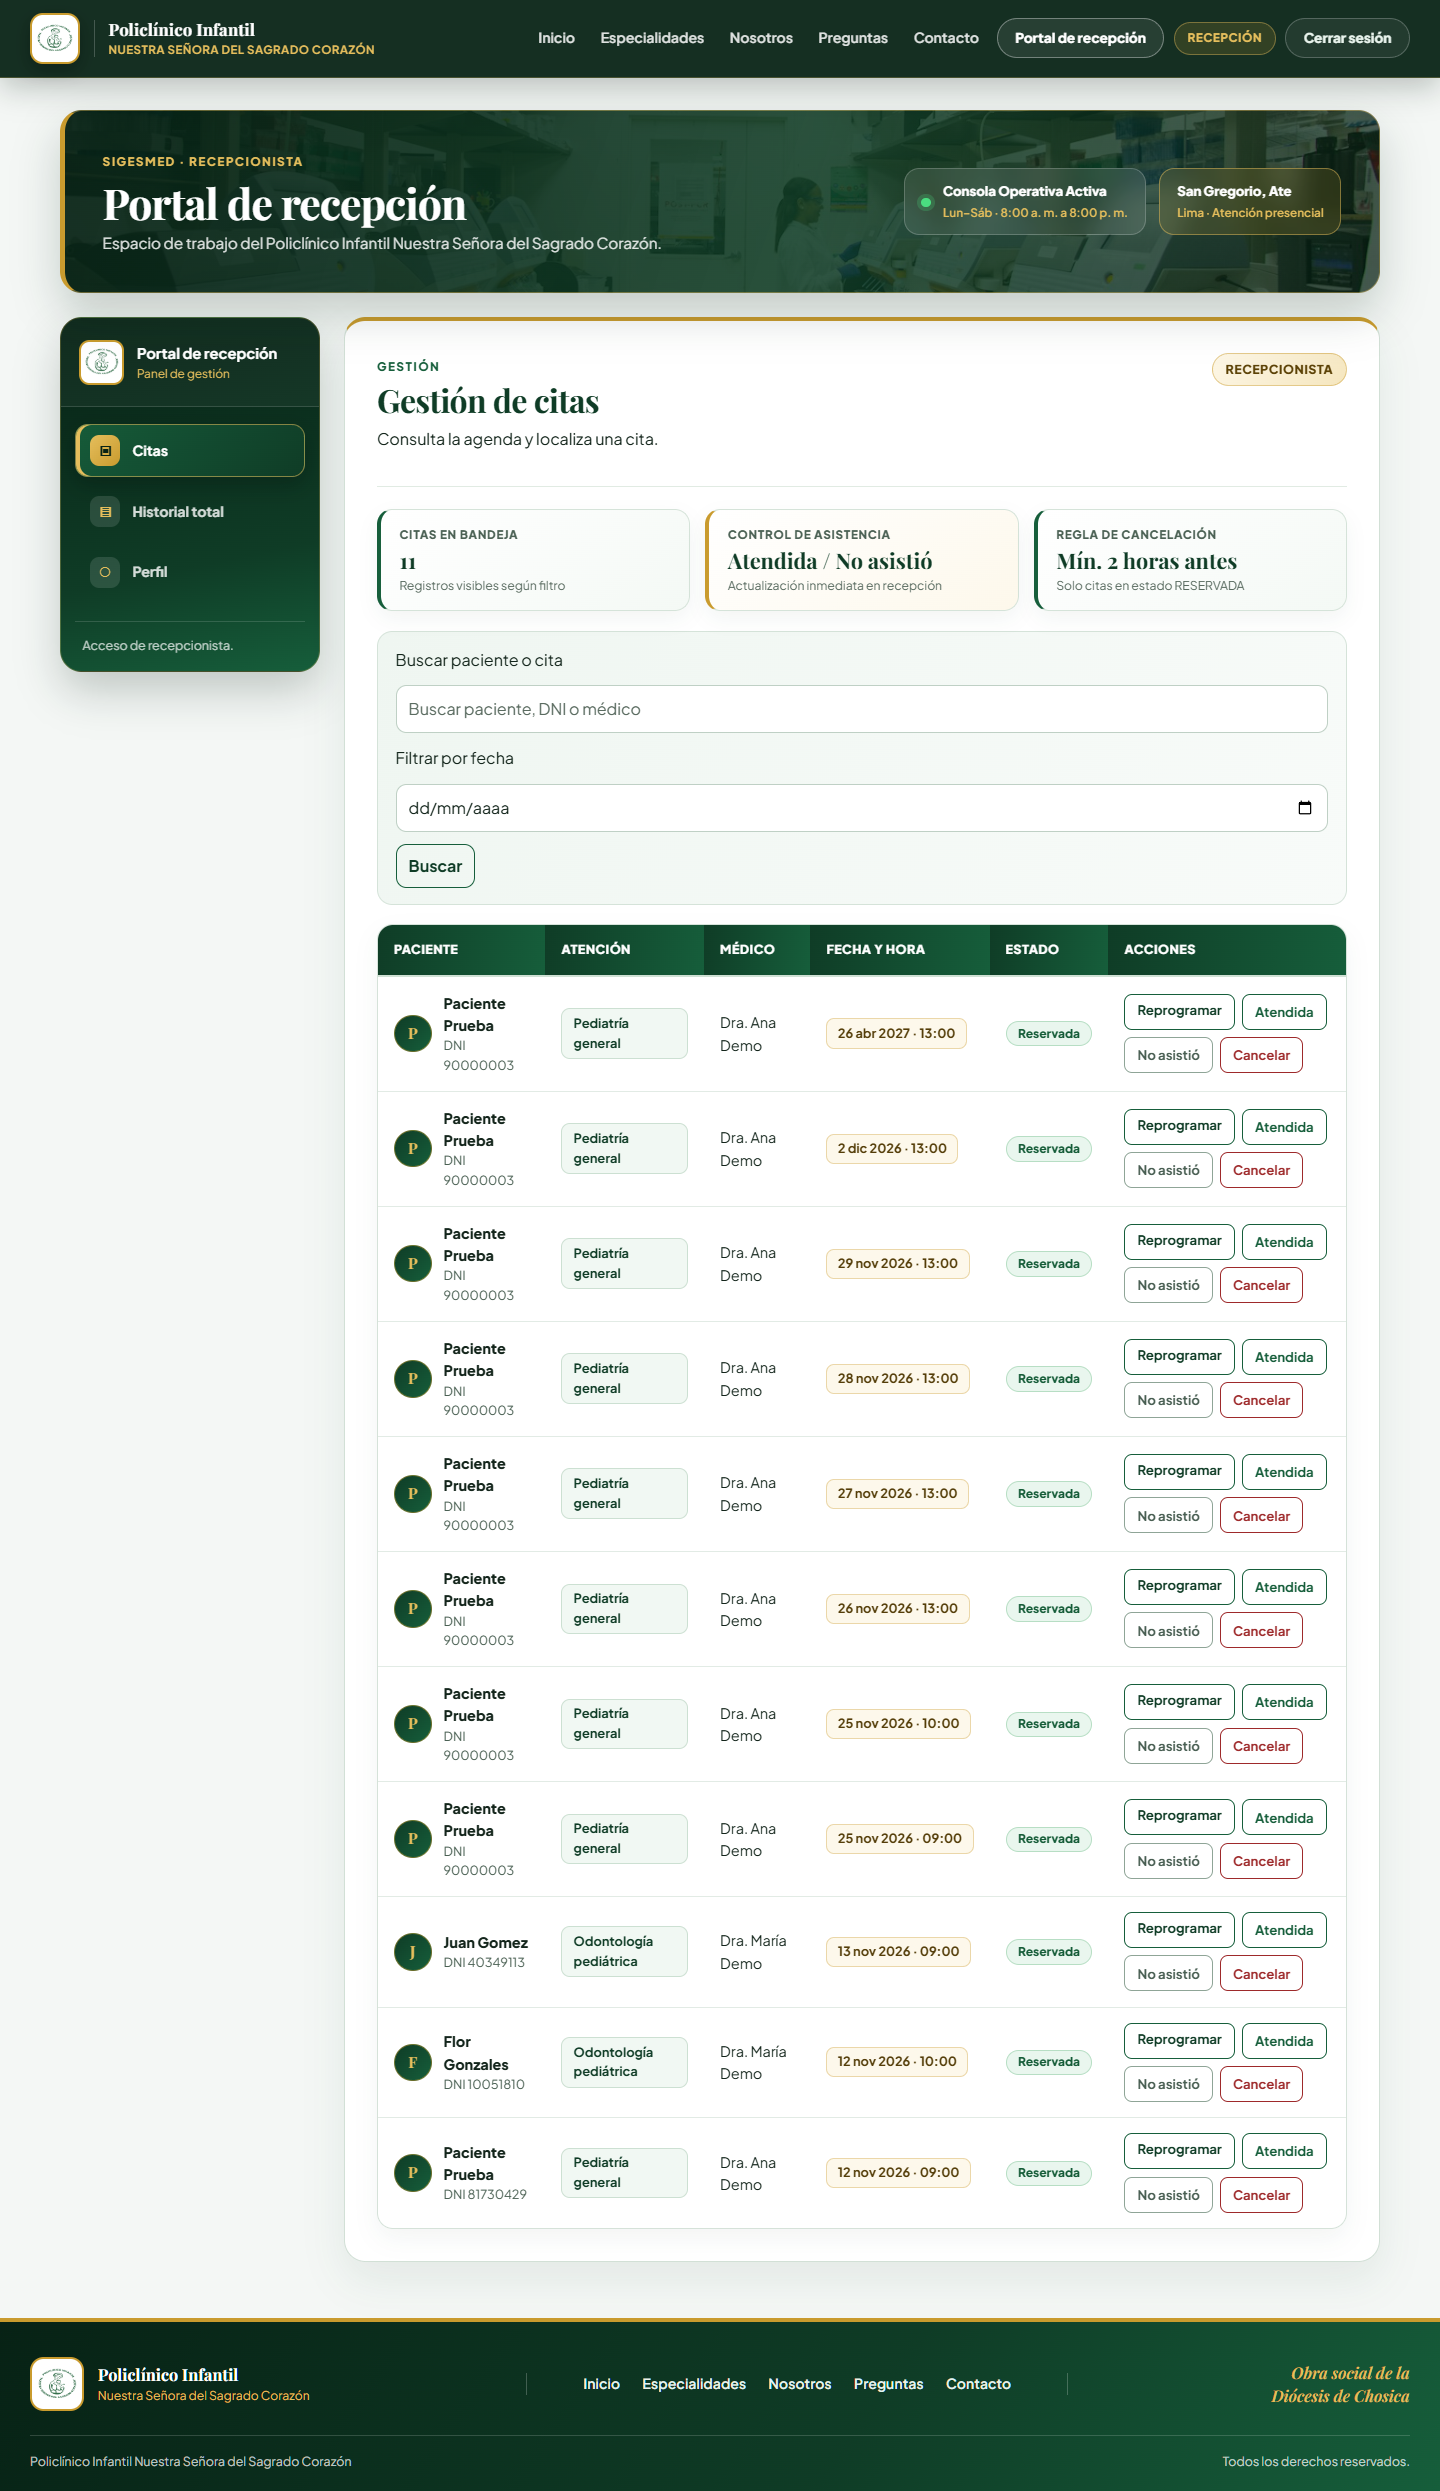 Policlínico Infantil
NUESTRA SEÑORA DEL SAGRADO CORAZÓN
Inicio Especialidades Nosotros Preguntas Contacto Portal de recepción RECEPCIÓN Cerrar sesión
SIGESMED · RECEPCIONISTA
Portal de recepción
Espacio de trabajo del Policlínico Infantil Nuestra Señora del Sagrado Corazón.
Consola Operativa Activa
Lun–Sáb · 8:00 a. m. a 8:00 p. m.
San Gregorio, Ate
Lima · Atención presencial
Portal de recepción
Panel de gestión
Citas
Historial total
Perfil
Acceso de recepcionista.
GESTIÓN
Gestión de citas
Consulta la agenda y localiza una cita.
RECEPCIONISTA
CITAS EN BANDEJA
11
Registros visibles según filtro
CONTROL DE ASISTENCIA
Atendida / No asistió
Actualización inmediata en recepción
REGLA DE CANCELACIÓN
Mín. 2 horas antes
Solo citas en estado RESERVADA
Buscar paciente o cita
Buscar paciente, DNI o médico
Filtrar por fecha
dd/mm/aaaa
Buscar
PACIENTE ATENCIÓN MÉDICO FECHA Y HORA ESTADO ACCIONES
P
Paciente
Prueba
DNI
90000003
Pediatría
general
Dra. Ana
Demo
26 abr 2027 · 13:00
Reservada
Reprogramar Atendida
No asistió Cancelar
P
Paciente
Prueba
DNI
90000003
Pediatría
general
Dra. Ana
Demo
2 dic 2026 · 13:00
Reservada
Reprogramar Atendida
No asistió Cancelar
P
Paciente
Prueba
DNI
90000003
Pediatría
general
Dra. Ana
Demo
29 nov 2026 · 13:00
Reservada
Reprogramar Atendida
No asistió Cancelar
P
Paciente
Prueba
DNI
90000003
Pediatría
general
Dra. Ana
Demo
28 nov 2026 · 13:00
Reservada
Reprogramar Atendida
No asistió Cancelar
P
Paciente
Prueba
DNI
90000003
Pediatría
general
Dra. Ana
Demo
27 nov 2026 · 13:00
Reservada
Reprogramar Atendida
No asistió Cancelar
P
Paciente
Prueba
DNI
90000003
Pediatría
general
Dra. Ana
Demo
26 nov 2026 · 13:00
Reservada
Reprogramar Atendida
No asistió Cancelar
P
Paciente
Prueba
DNI
90000003
Pediatría
general
Dra. Ana
Demo
25 nov 2026 · 10:00
Reservada
Reprogramar Atendida
No asistió Cancelar
P
Paciente
Prueba
DNI
90000003
Pediatría
general
Dra. Ana
Demo
25 nov 2026 · 09:00
Reservada
Reprogramar Atendida
No asistió Cancelar
J
Juan Gomez
DNI 40349113
Odontología
pediátrica
Dra. María
Demo
13 nov 2026 · 09:00
Reservada
Reprogramar Atendida
No asistió Cancelar
F
Flor
Gonzales
DNI 10051810
Odontología
pediátrica
Dra. María
Demo
12 nov 2026 · 10:00
Reservada
Reprogramar Atendida
No asistió Cancelar
P
Paciente
Prueba
DNI 81730429
Pediatría
general
Dra. Ana
Demo
12 nov 2026 · 09:00
Reservada
Reprogramar Atendida
No asistió Cancelar
Policlínico Infantil
Nuestra Señora del Sagrado Corazón
Inicio Especialidades Nosotros Preguntas Contacto
Obra social de la
Diócesis de Chosica
Policlínico Infantil Nuestra Señora del Sagrado Corazón
Todos los derechos reservados.